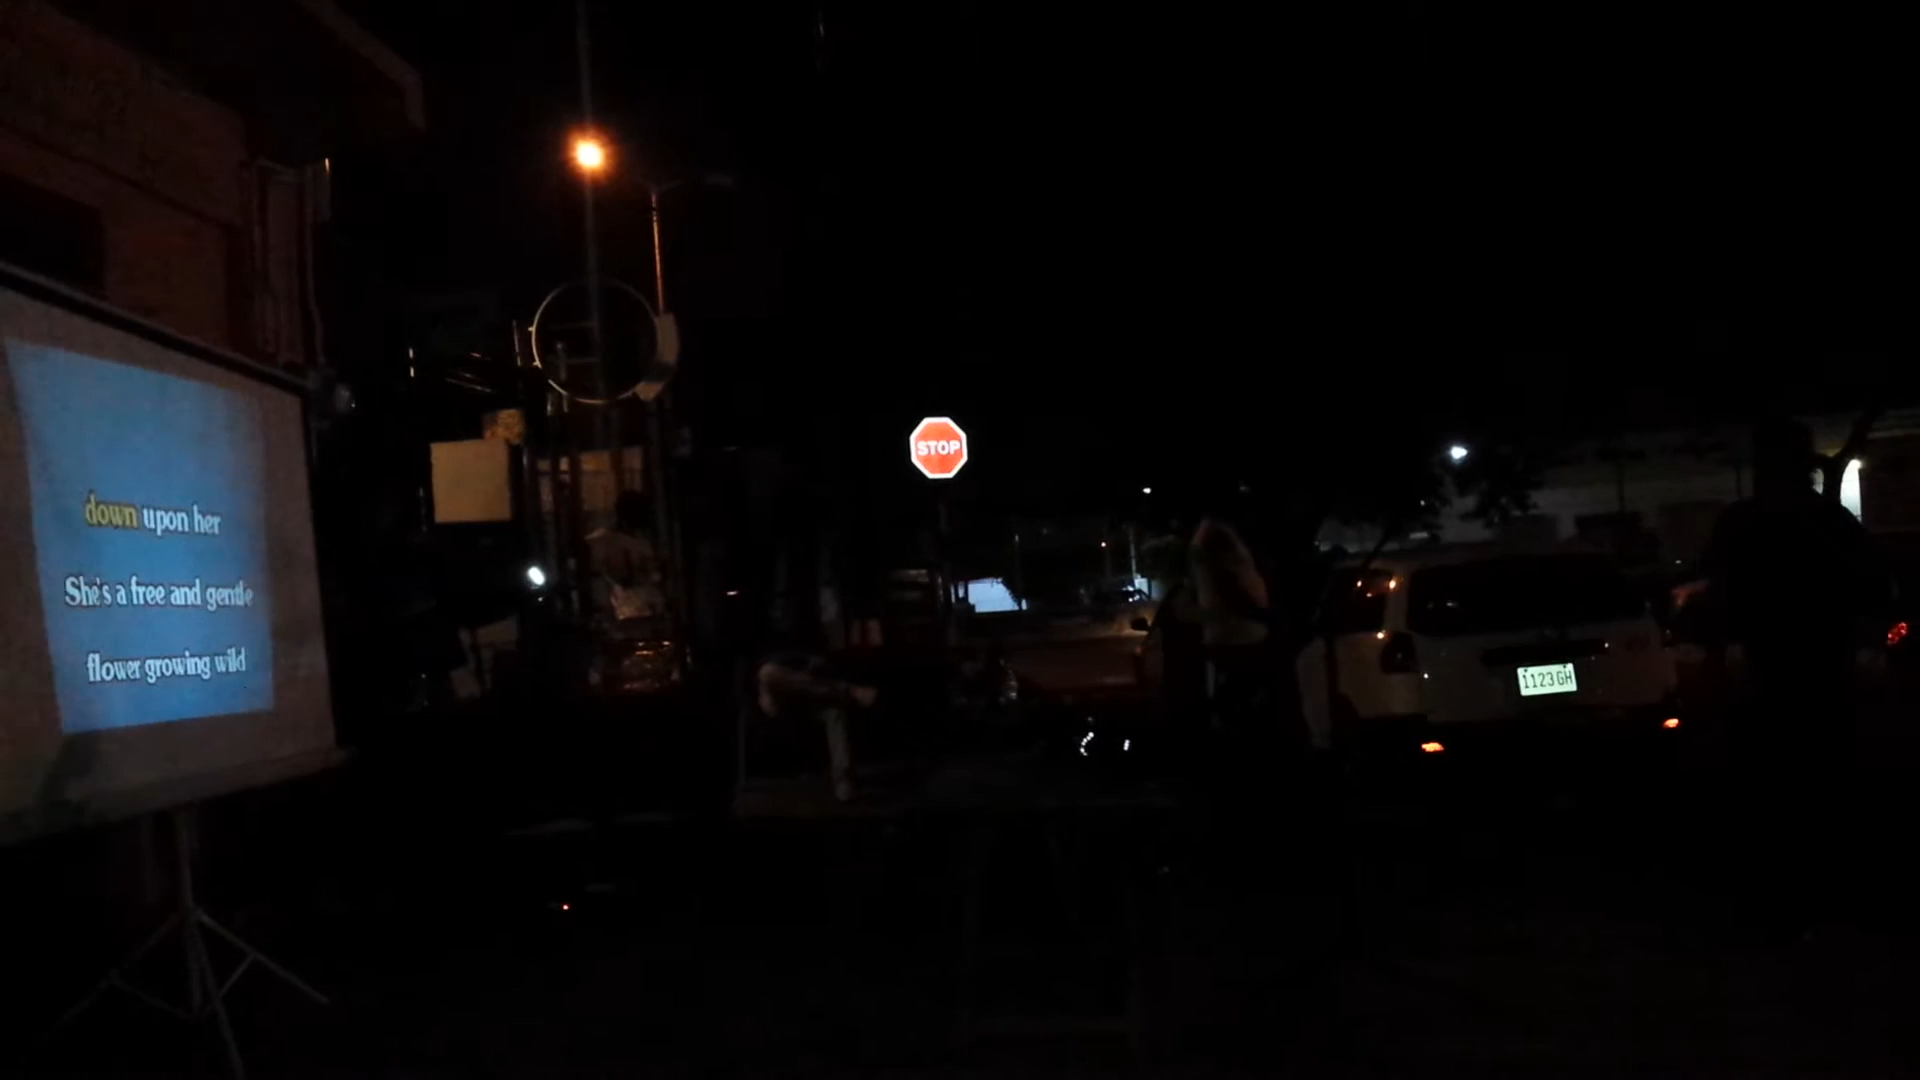 down upon her
She's a free and gentle
flower growing wild
STOP
1123 GH